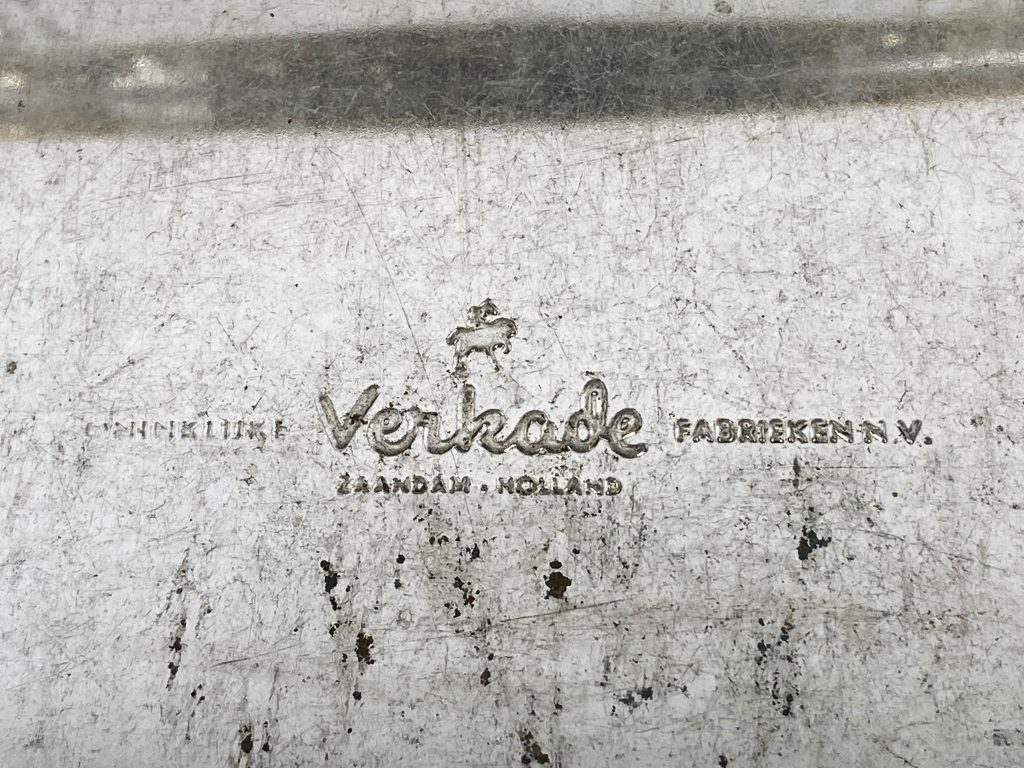 KONINKLIJKE Verkade FABRIEKEN N.V.
ZAANDAM · HOLLAND